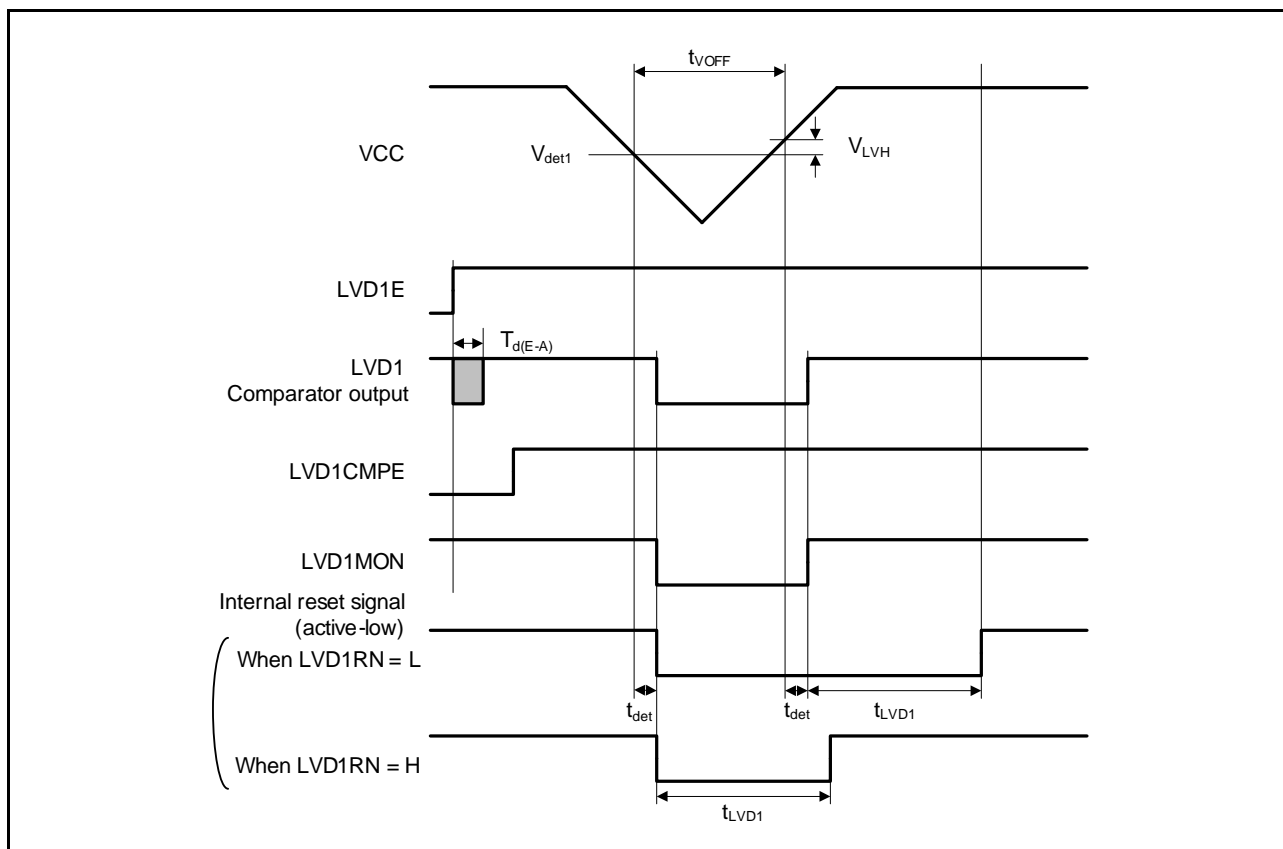 tVOFF
VCC
Vdet1
VLVH
LVD1E
Td(E-A)
LVD1
Comparator output
LVD1CMPE
LVD1MON
Internal reset signal
(active-low)
When LVD1RN = L
tdet
tdet
tLVD1
When LVD1RN = H
tLVD1